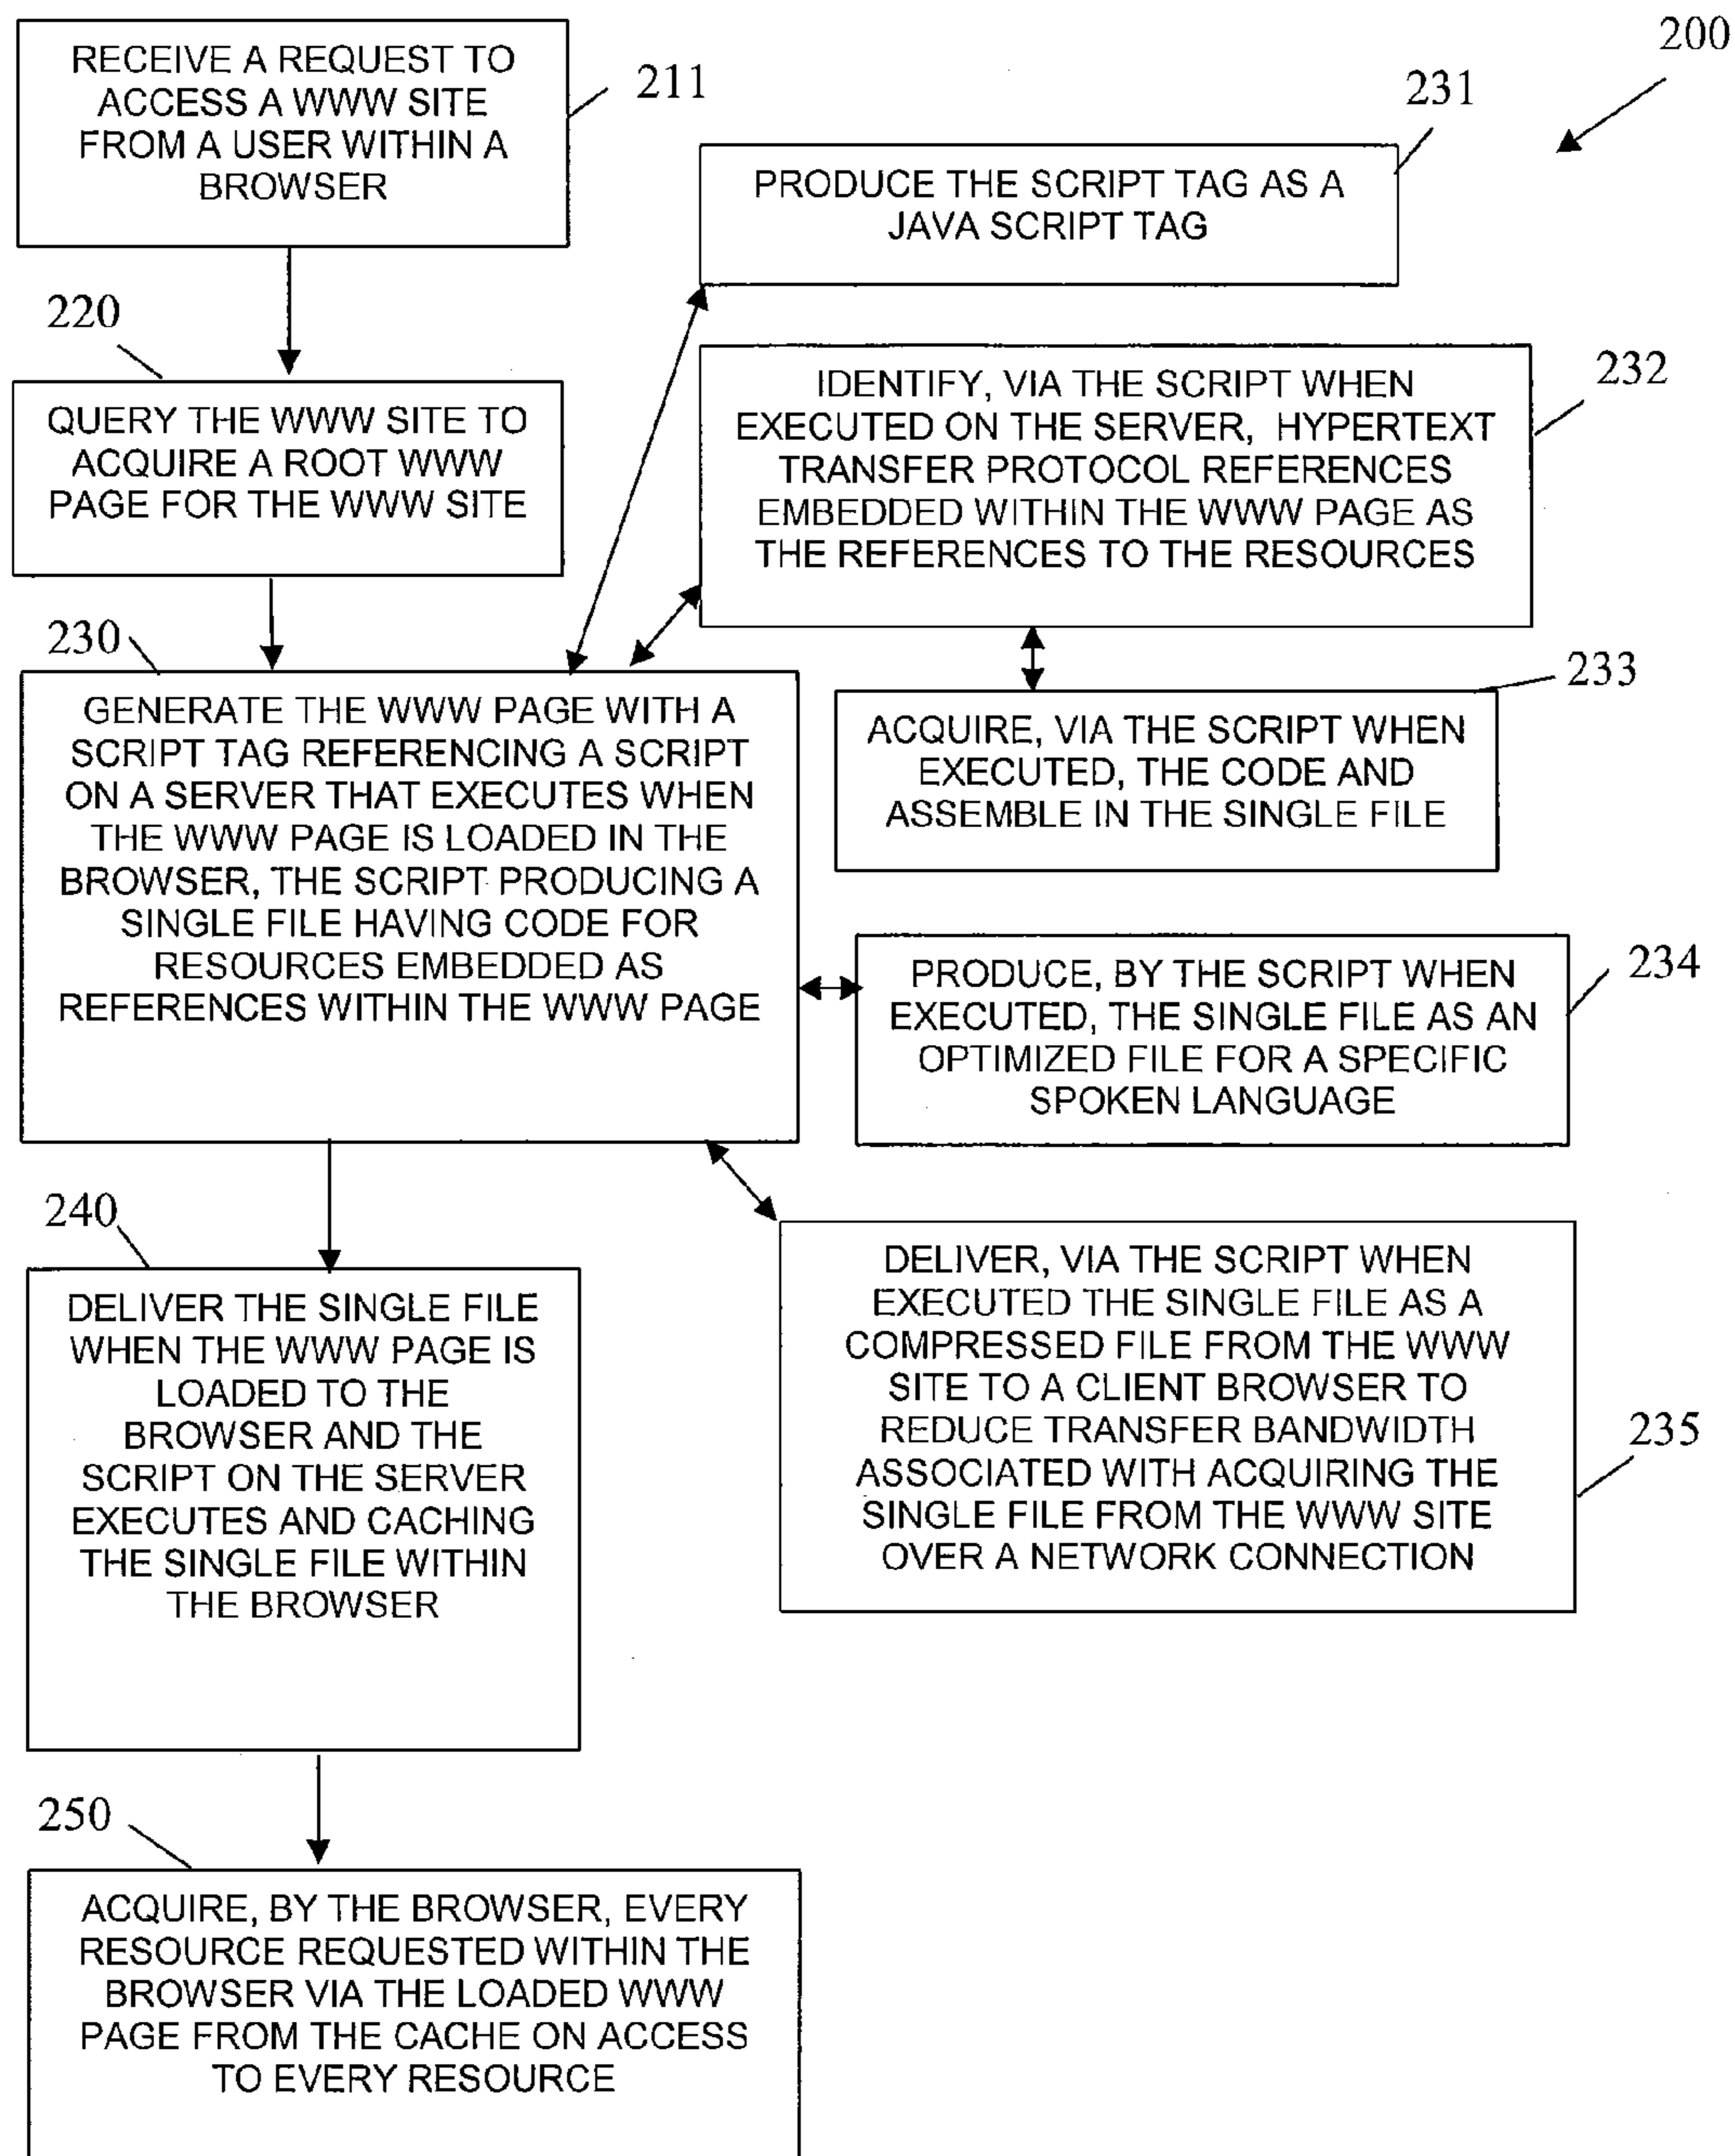 200
RECEIVE A REQUEST TO
ACCESS A WWW SITE
FROM A USER WITHIN A
BROWSER
211
231
PRODUCE THE SCRIPT TAG AS A
JAVA SCRIPT TAG
220
QUERY THE WWW SITE TO
ACQUIRE A ROOT WWW
PAGE FOR THE WWW SITE
232
IDENTIFY, VIA THE SCRIPT WHEN
EXECUTED ON THE SERVER, HYPERTEXT
TRANSFER PROTOCOL REFERENCES
EMBEDDED WITHIN THE WWW PAGE AS
THE REFERENCES TO THE RESOURCES
230
GENERATE THE WWW PAGE WITH A
SCRIPT TAG REFERENCING A SCRIPT
ON A SERVER THAT EXECUTES WHEN
THE WWW PAGE IS LOADED IN THE
BROWSER, THE SCRIPT PRODUCING A
SINGLE FILE HAVING CODE FOR
RESOURCES EMBEDDED AS
REFERENCES WITHIN THE WWW PAGE
233
ACQUIRE, VIA THE SCRIPT WHEN
EXECUTED, THE CODE AND
ASSEMBLE IN THE SINGLE FILE
234
PRODUCE, BY THE SCRIPT WHEN
EXECUTED, THE SINGLE FILE AS AN
OPTIMIZED FILE FOR A SPECIFIC
SPOKEN LANGUAGE
240
DELIVER THE SINGLE FILE
WHEN THE WWW PAGE IS
LOADED TO THE
BROWSER AND THE
SCRIPT ON THE SERVER
EXECUTES AND CACHING
THE SINGLE FILE WITHIN
THE BROWSER
DELIVER, VIA THE SCRIPT WHEN
EXECUTED THE SINGLE FILE AS A
COMPRESSED FILE FROM THE WWW
SITE TO A CLIENT BROWSER TO
REDUCE TRANSFER BANDWIDTH
ASSOCIATED WITH ACQUIRING THE
SINGLE FILE FROM THE WWW SITE
OVER A NETWORK CONNECTION
235
250
ACQUIRE, BY THE BROWSER, EVERY
RESOURCE REQUESTED WITHIN THE
BROWSER VIA THE LOADED WWW
PAGE FROM THE CACHE ON ACCESS
TO EVERY RESOURCE